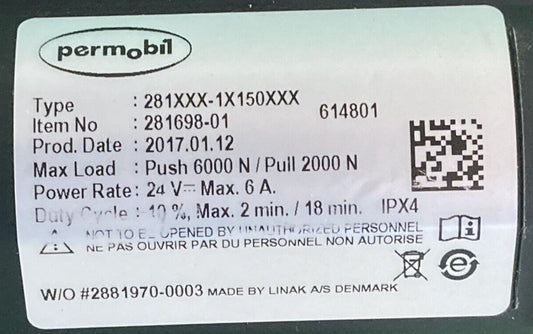 permobil
Type : 281XXX-1X150XXX
614801
Item No : 281698-01
Prod. Date : 2017.01.12
Max Load : Push 6000 N / Pull 2000 N
Power Rate : 24 V⎓ Max. 6 A.
Duty Cycle : 10 %, Max. 2 min. / 18 min. IPX4
NOT TO BE OPENED BY UNAUTHORIZED PERSONNEL
NE PAS OUVRIR PAR DU PERSONNEL NON AUTORISE
W/O #2881970-0003 MADE BY LINAK A/S DENMARK